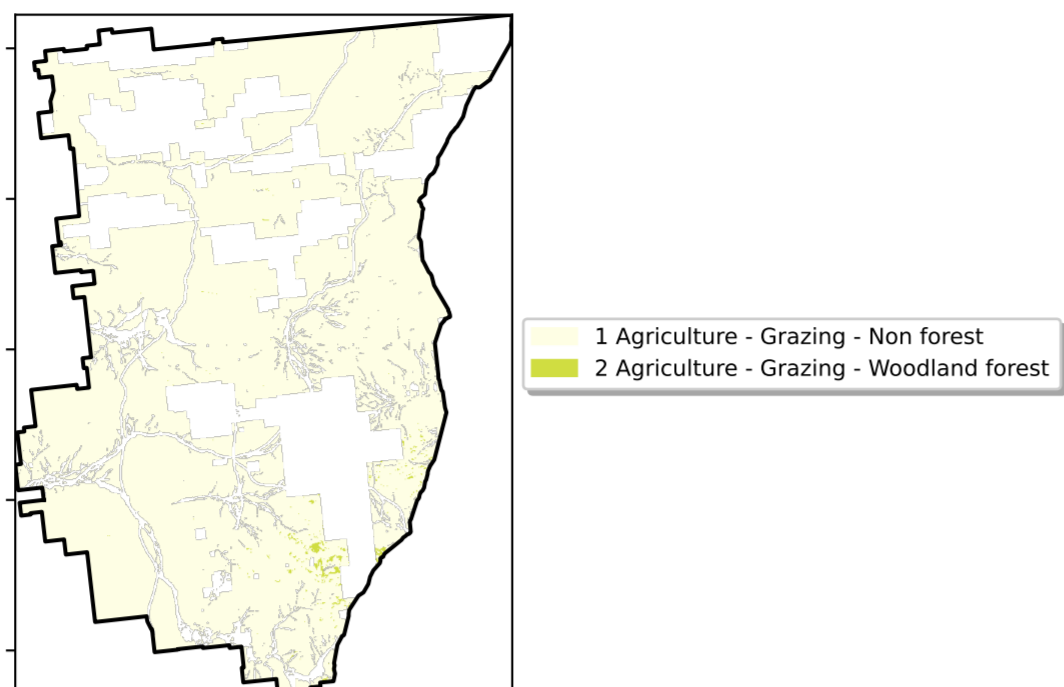 1 Agriculture - Grazing - Non forest
2 Agriculture - Grazing - Woodland forest